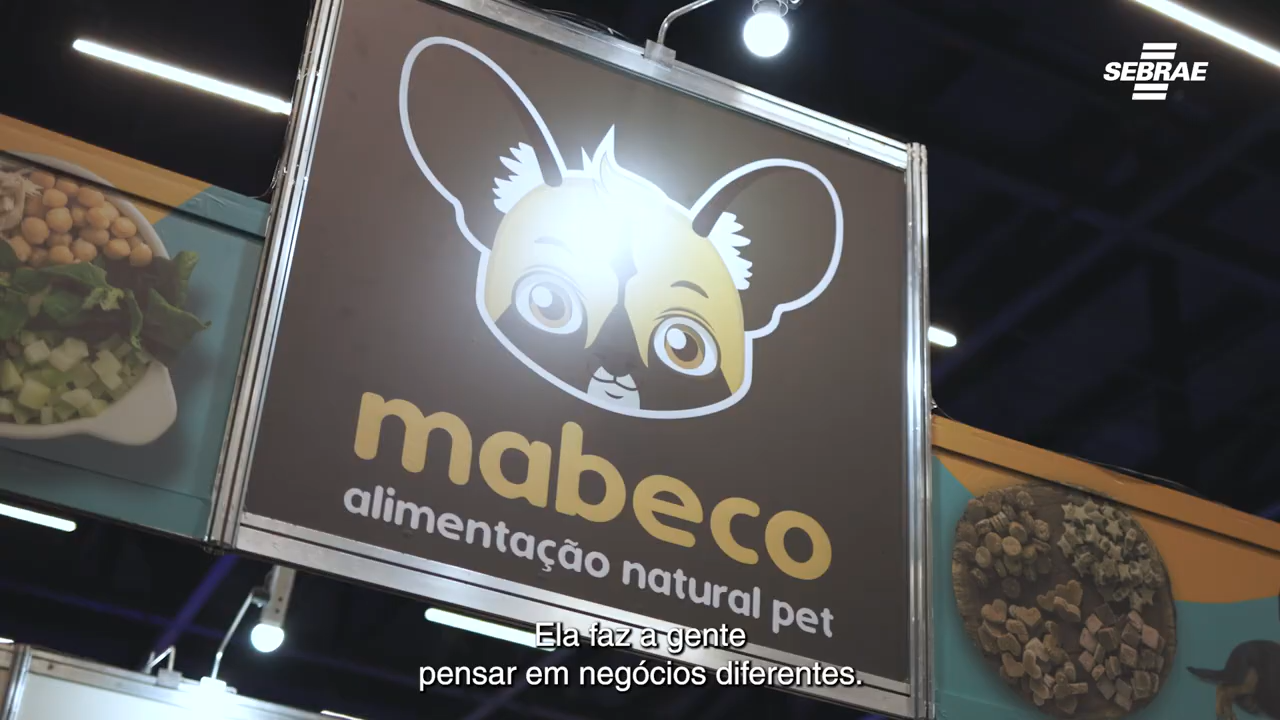 SEBRAE
mabeco
alimentação natural pet
Ela faz a gente
pensar em negócios diferentes.